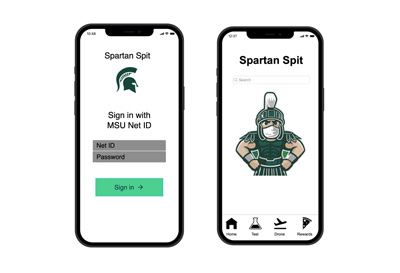 10:48
Spartan Spit
Sign in with
MSU Net ID
Net ID
Password
Sign in →
12:27
Spartan Spit
Search
Home
Test
Drone
Rewards